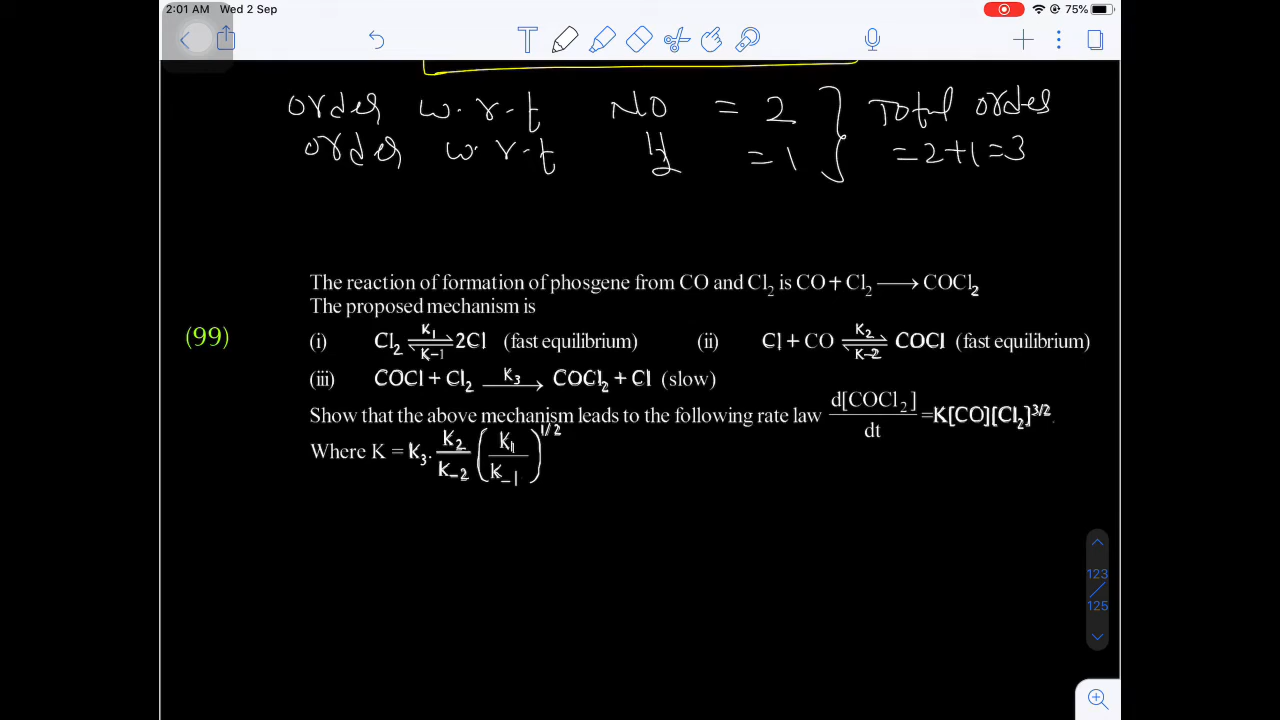 2:01 AM Wed 2 Sep 75%
order w.r.t NO = 2 Total order
order w.r.t H2 = 1 = 2+1=3
The reaction of formation of phosgene from CO and Cl₂ is CO + Cl₂ ⟶ COCl₂
The proposed mechanism is
(99)
(i) Cl₂ ⇌ 2Cl (fast equilibrium) K₁ K-1 (ii) Cl + CO ⇌ COCl (fast equilibrium) K₂ K-2
(iii) COCl + Cl₂ ⟶ COCl₂ + Cl (slow) K₃
Show that the above mechanism leads to the following rate law d[COCl₂]/dt =K[CO][Cl₂]^3/2.
Where K = K₃. K₂/K₋₂ (K₁/K₋₁)^1/2
123
125